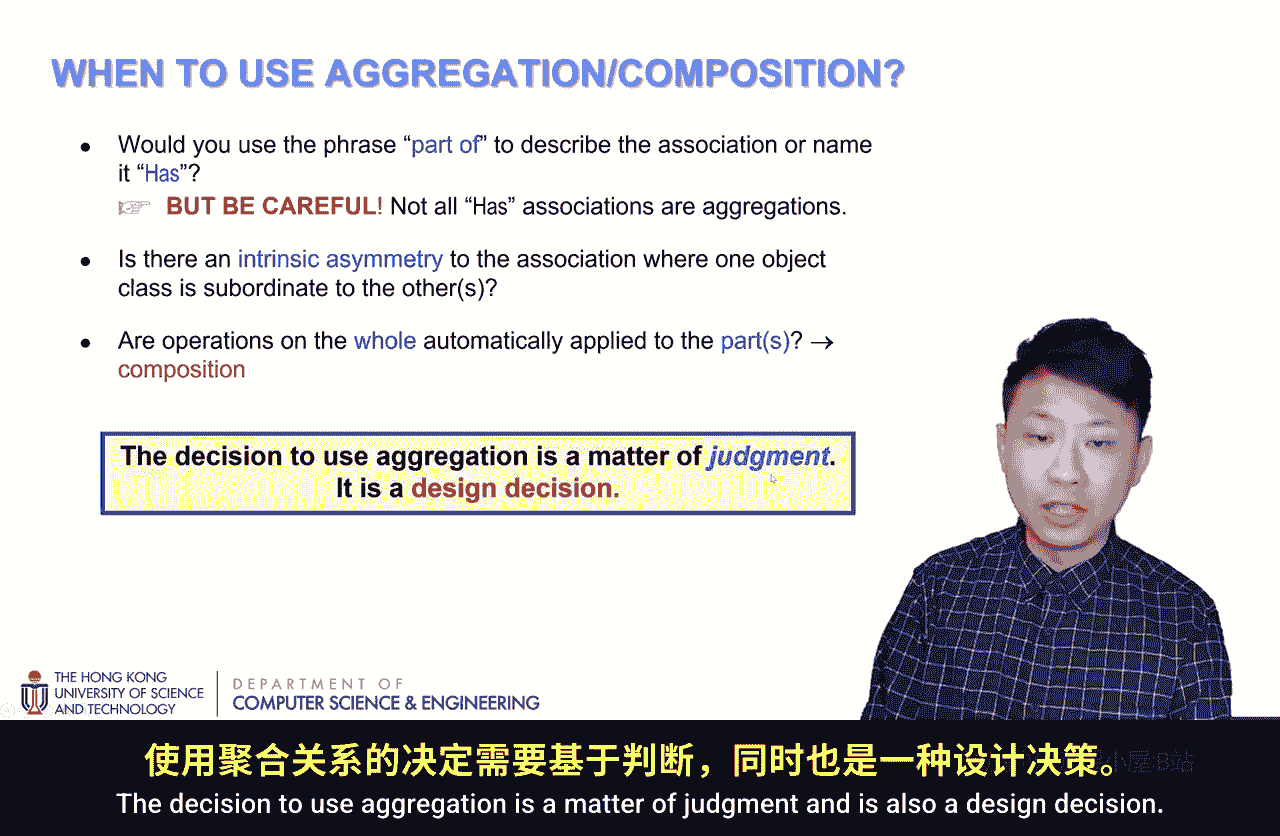 WHEN TO USE AGGREGATION/COMPOSITION?
• Would you use the phrase “part of” to describe the association or name
it “Has”?
☞ BUT BE CAREFUL! Not all “Has” associations are aggregations.
• Is there an intrinsic asymmetry to the association where one object
class is subordinate to the other(s)?
• Are operations on the whole automatically applied to the part(s)? →
composition
The decision to use aggregation is a matter of judgment.
It is a design decision.
THE HONG KONG
UNIVERSITY OF SCIENCE
AND TECHNOLOGY
DEPARTMENT OF
COMPUTER SCIENCE & ENGINEERING
使用聚合关系的决定需要基于判断，同时也是一种设计决策。
小屋B站
The decision to use aggregation is a matter of judgment and is also a design decision.